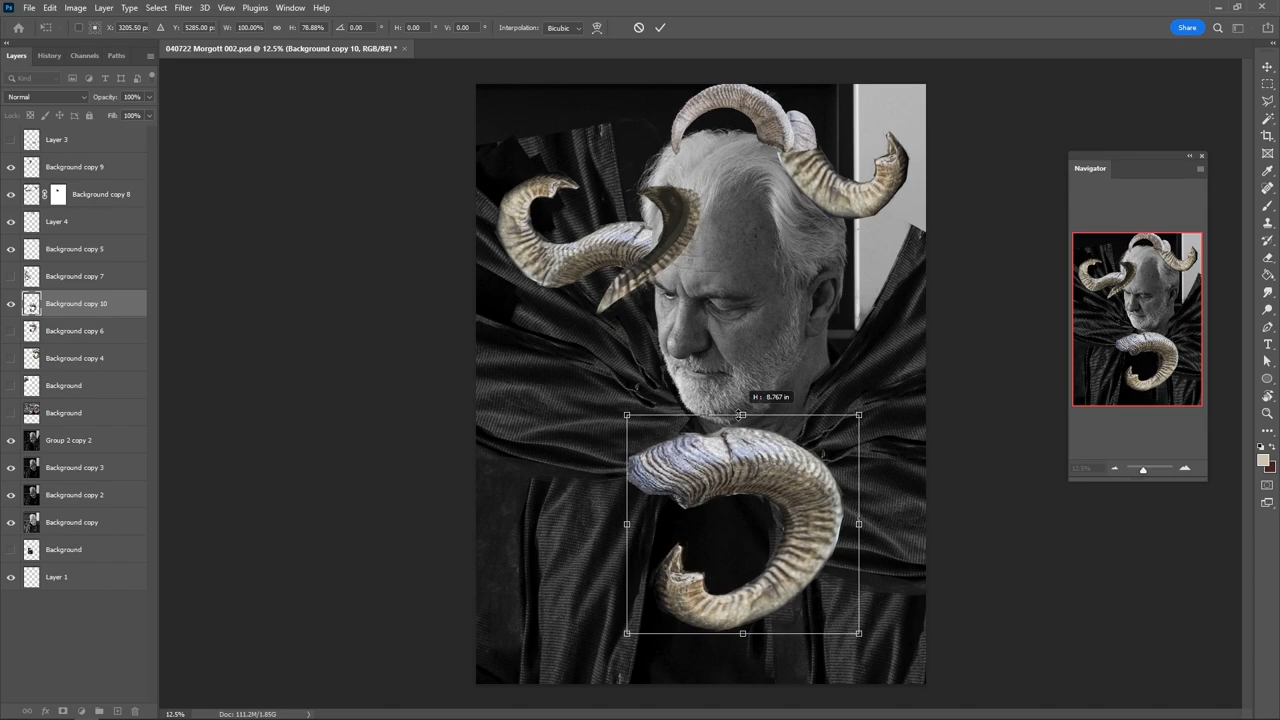 Ps File Edit Image Layer Type Select Filter 3D View Plugins Window Help
X: 3205.50 p Y: 5285.00 p W: 100.00% H: 78.88% 0.00 ° H: 0.00 ° V: 0.00 ° Interpolation: Bicubic Share
040722 Morgott 002.psd @ 12.5% (Background copy 10, RGB/8#) * ×
Layers History Channels Paths
Kind
Normal Opacity: 100%
Lock: Fill: 100%
Layer 3
Background copy 9
Background copy 8
Layer 4
Background copy 5
Background copy 7
Background copy 10
Background copy 6
Background copy 4
Background
Background
Group 2 copy 2
Background copy 3
Background copy 2
Background copy
Background
Layer 1
H: 8.767 in
Navigator
12.5%
fx
12.5% Doc: 111.2M/1.85G